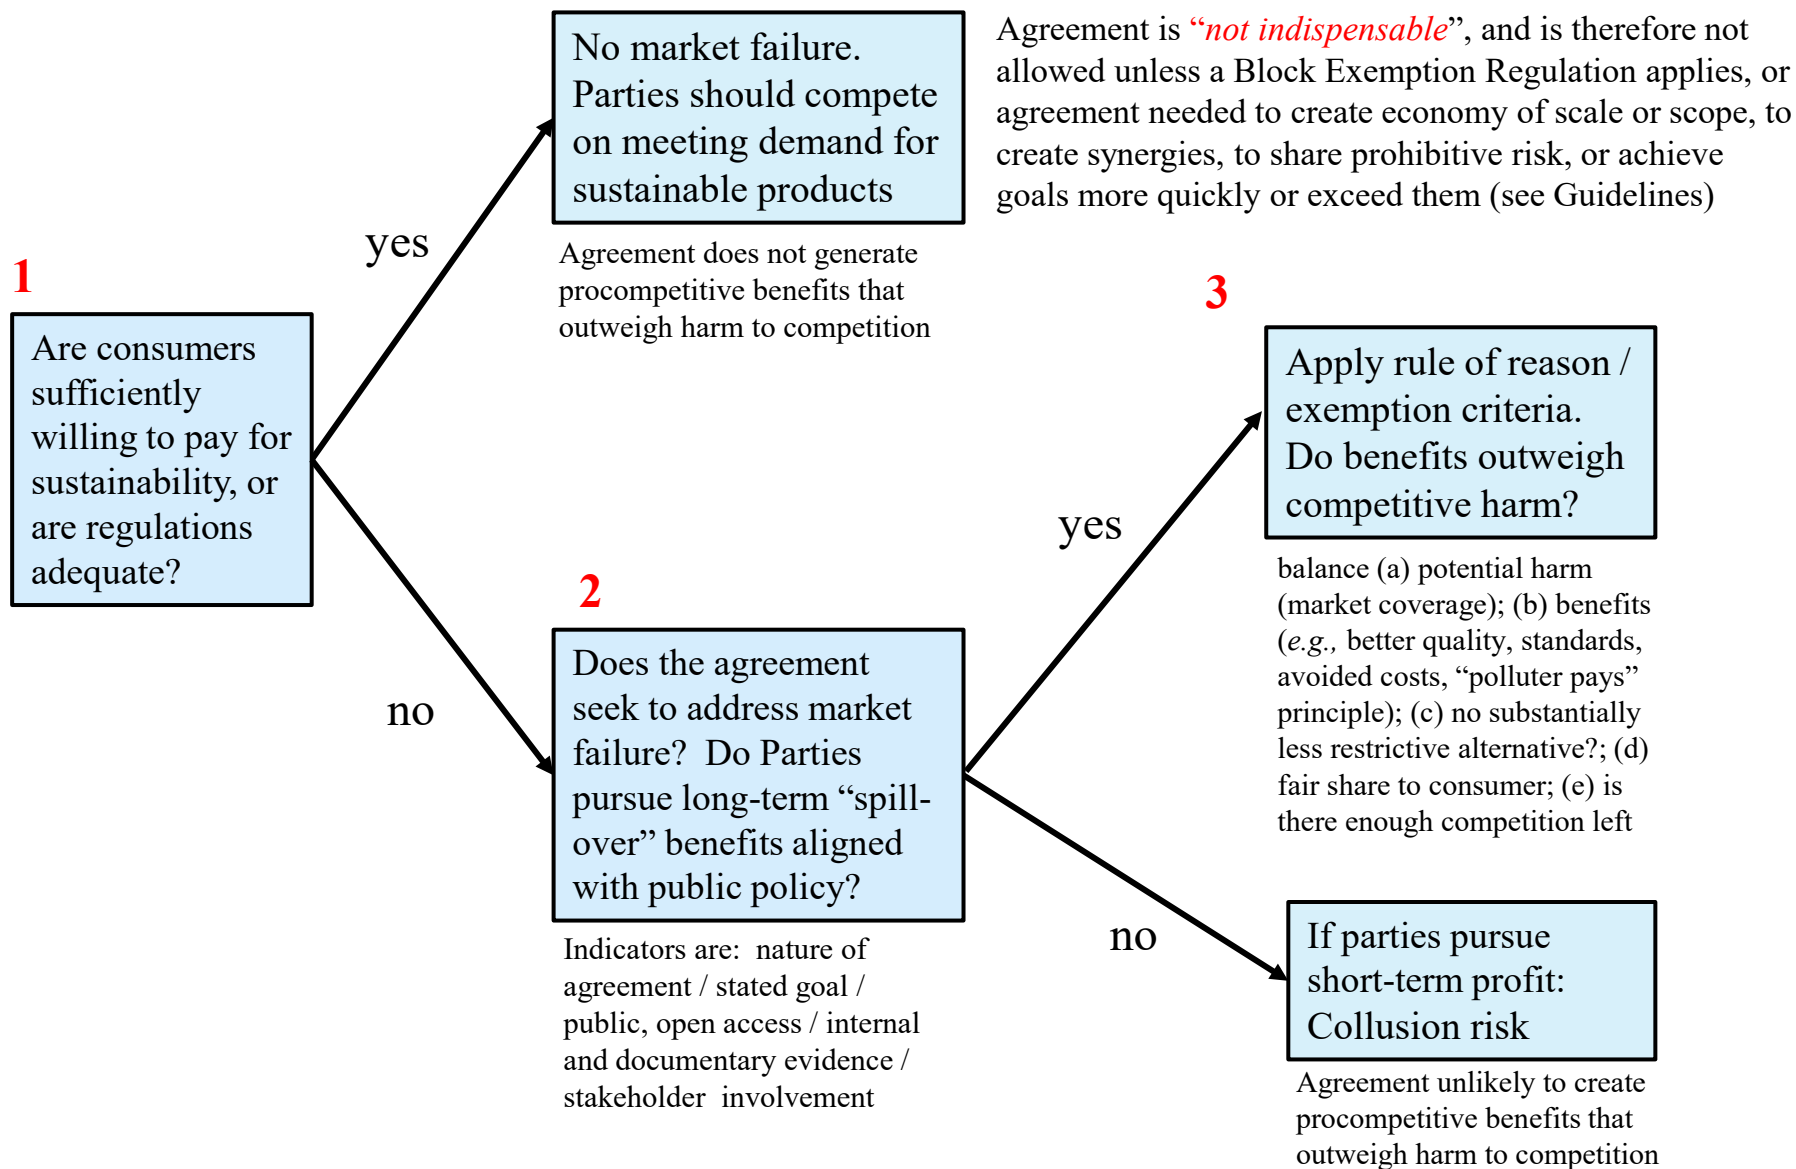 No market failure.
Parties should compete
on meeting demand for
sustainable products
Agreement is “not indispensable”, and is therefore not
allowed unless a Block Exemption Regulation applies, or
agreement needed to create economy of scale or scope, to
create synergies, to share prohibitive risk, or achieve
goals more quickly or exceed them (see Guidelines)
Agreement does not generate
procompetitive benefits that
outweigh harm to competition
yes
1
Are consumers
sufficiently
willing to pay for
sustainability, or
are regulations
adequate?
no
2
Does the agreement
seek to address market
failure?  Do Parties
pursue long-term “spill-
over” benefits aligned
with public policy?
Indicators are:  nature of
agreement / stated goal /
public, open access / internal
and documentary evidence /
stakeholder  involvement
yes
3
Apply rule of reason /
exemption criteria.
Do benefits outweigh
competitive harm?
balance (a) potential harm
(market coverage); (b) benefits
(e.g., better quality, standards,
avoided costs, “polluter pays”
principle); (c) no substantially
less restrictive alternative?; (d)
fair share to consumer; (e) is
there enough competition left
no
If parties pursue
short-term profit:
Collusion risk
Agreement unlikely to create
procompetitive benefits that
outweigh harm to competition